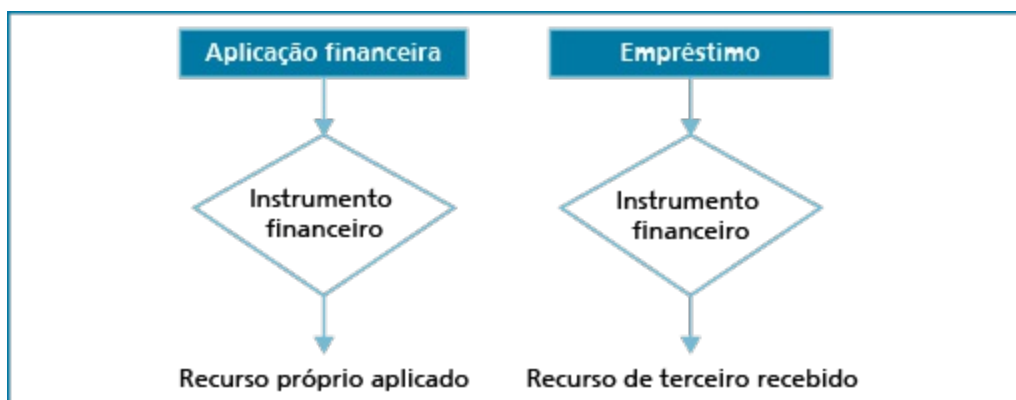 Aplicação financeira
Empréstimo
Instrumento
financeiro
Instrumento
financeiro
Recurso próprio aplicado
Recurso de terceiro recebido